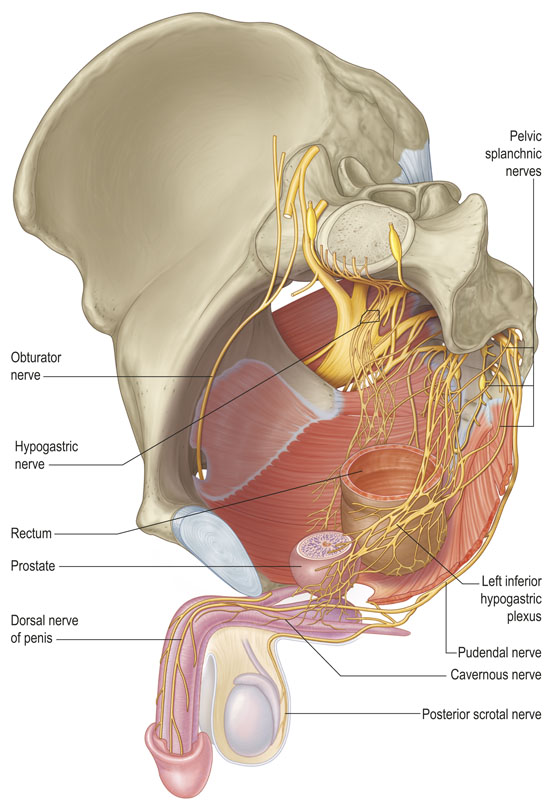 Pelvic
splanchnic
nerves
Obturator
nerve
Hypogastric
nerve
Rectum
Prostate
Dorsal nerve
of penis
Left inferior
hypogastric
plexus
Pudendal nerve
Cavernous nerve
Posterior scrotal nerve